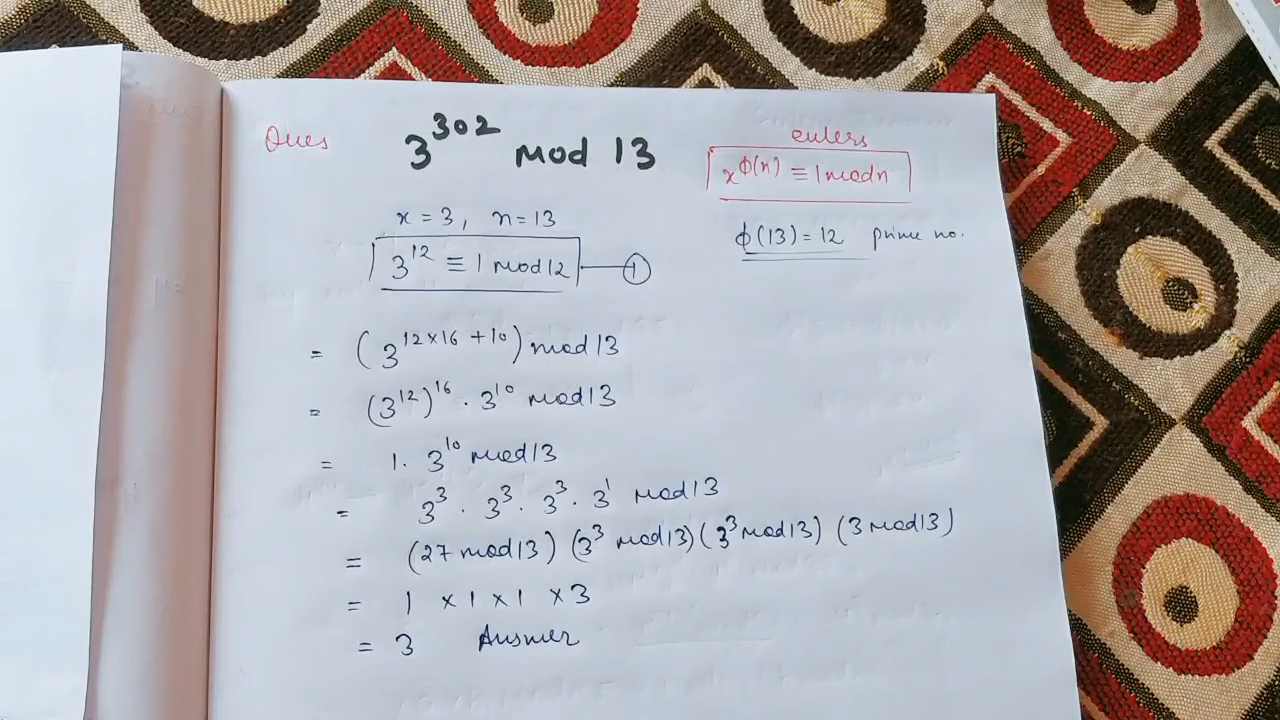 Ques 3^302 mod 13
eulers
x^ϕ(n) ≡ 1 mod n
x = 3, n = 13
ϕ(13) = 12 prime no.
3^12 ≡ 1 mod 12 — ①
= (3^12×16 + 10) mod 13
= (3^12)^16 . 3^10 mod 13
= 1. 3^10 mod 13
= 3^3 . 3^3 . 3^3 . 3^1 mod 13
= (27 mod 13) (3^3 mod 13) (3^3 mod 13) (3 mod 13)
= 1 × 1 × 1 × 3
= 3 Answer